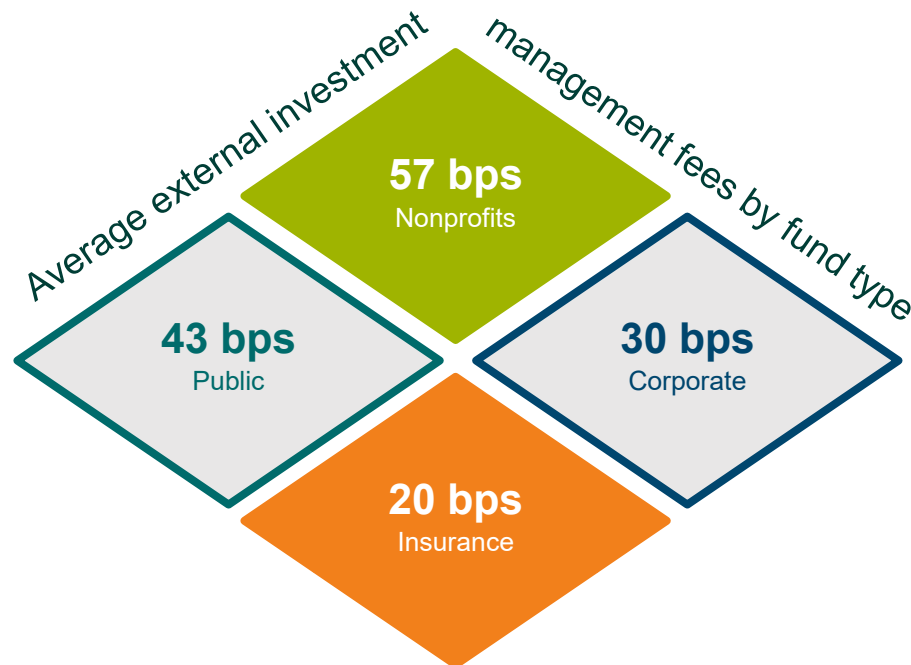 Average external investment
management fees by fund type
57 bps
Nonprofits
43 bps
Public
30 bps
Corporate
20 bps
Insurance